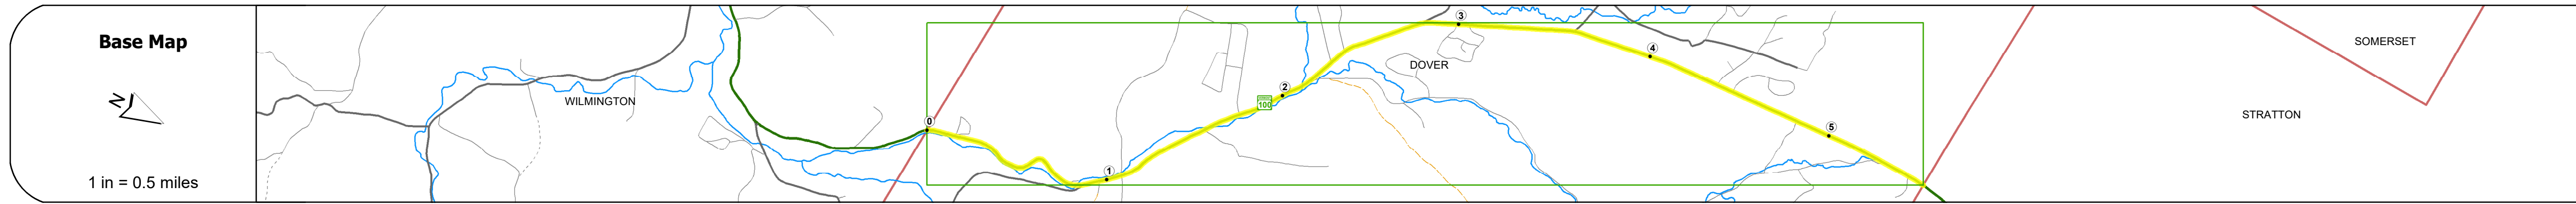 Base Map
N
1 in = 0.5 miles
WILMINGTON
0
1
100
2
3
DOVER
4
5
SOMERSET
STRATTON